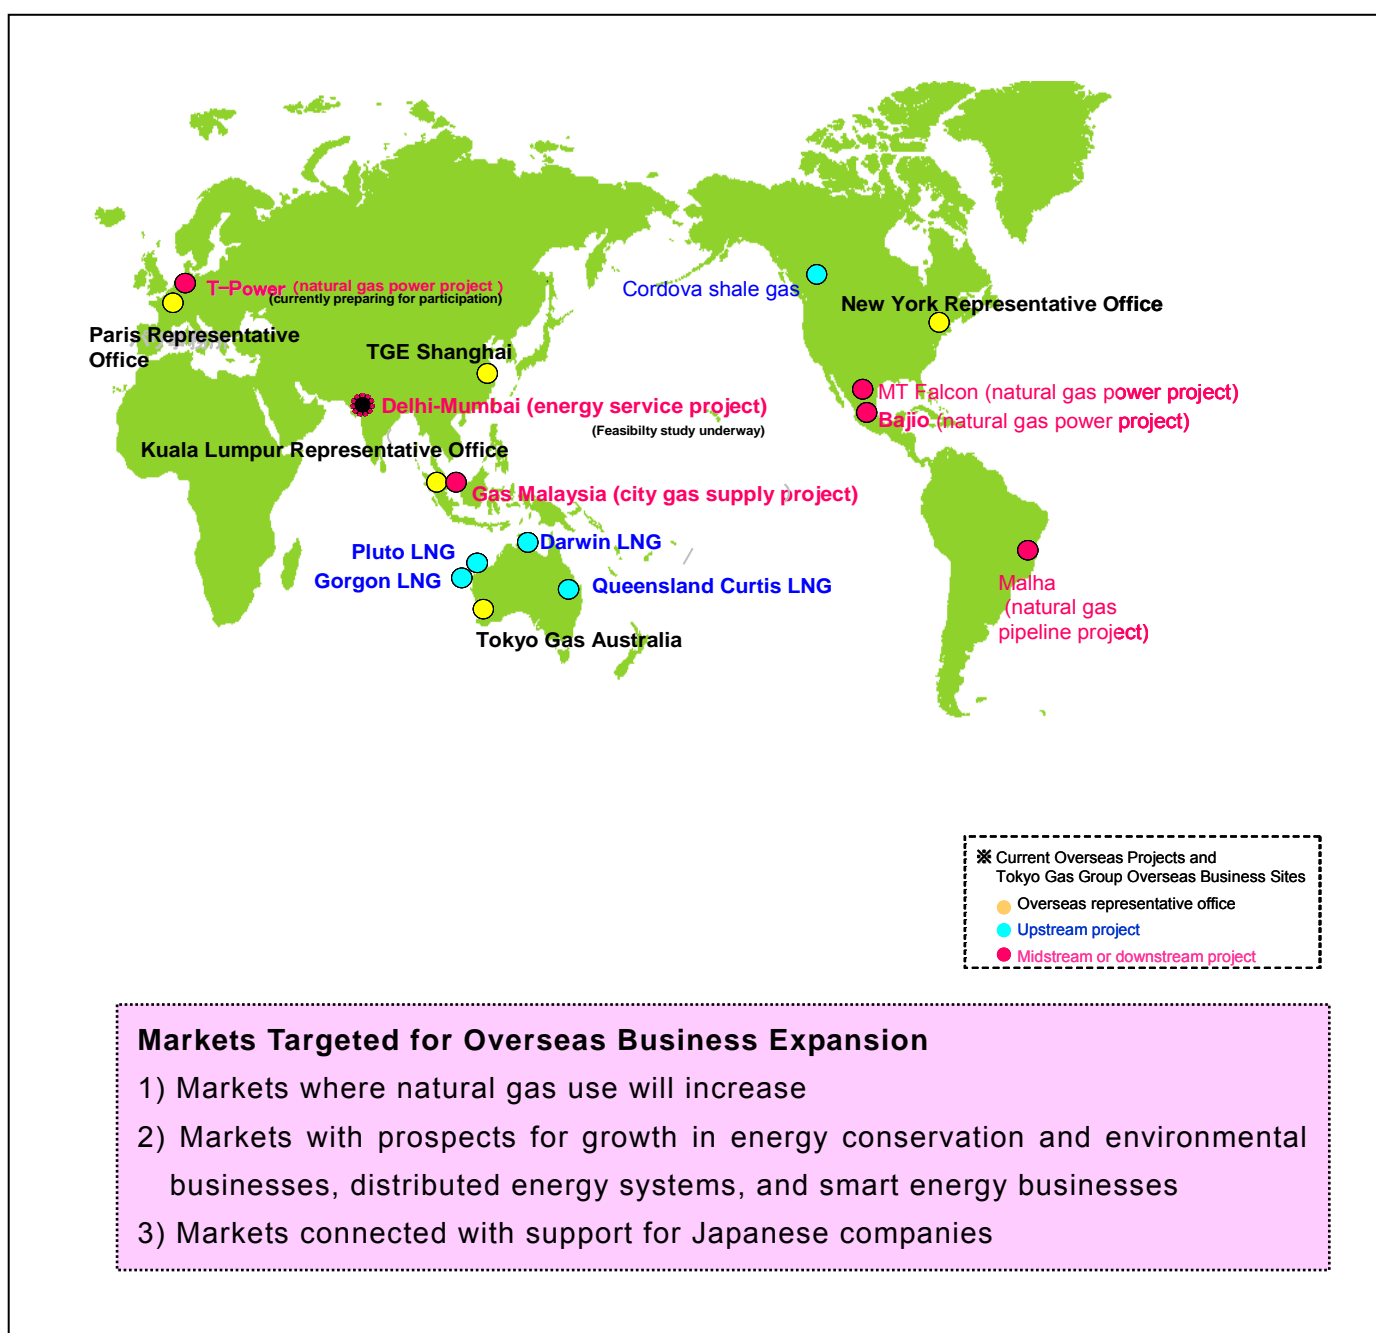 Cordova shale gas
New York Representative Office
T-Power (natural gas power project )
(currently preparing for participation)
Paris Representative
Office
TGE Shanghai
MT Falcon (natural gas power project)
Bajio (natural gas power project)
Delhi-Mumbai (energy service project)
(Feasibilty study underway)
Kuala Lumpur Representative Office
Gas Malaysia (city gas supply project)
Darwin LNG
Pluto LNG
Gorgon LNG
Queensland Curtis LNG
Tokyo Gas Australia
Malha
(natural gas
pipeline project)
※ Current Overseas Projects and
Tokyo Gas Group Overseas Business Sites
Overseas representative office
Upstream project
Midstream or downstream project
Markets Targeted for Overseas Business Expansion
1) Markets where natural gas use will increase
2) Markets with prospects for growth in energy conservation and environmental
businesses, distributed energy systems, and smart energy businesses
3) Markets connected with support for Japanese companies